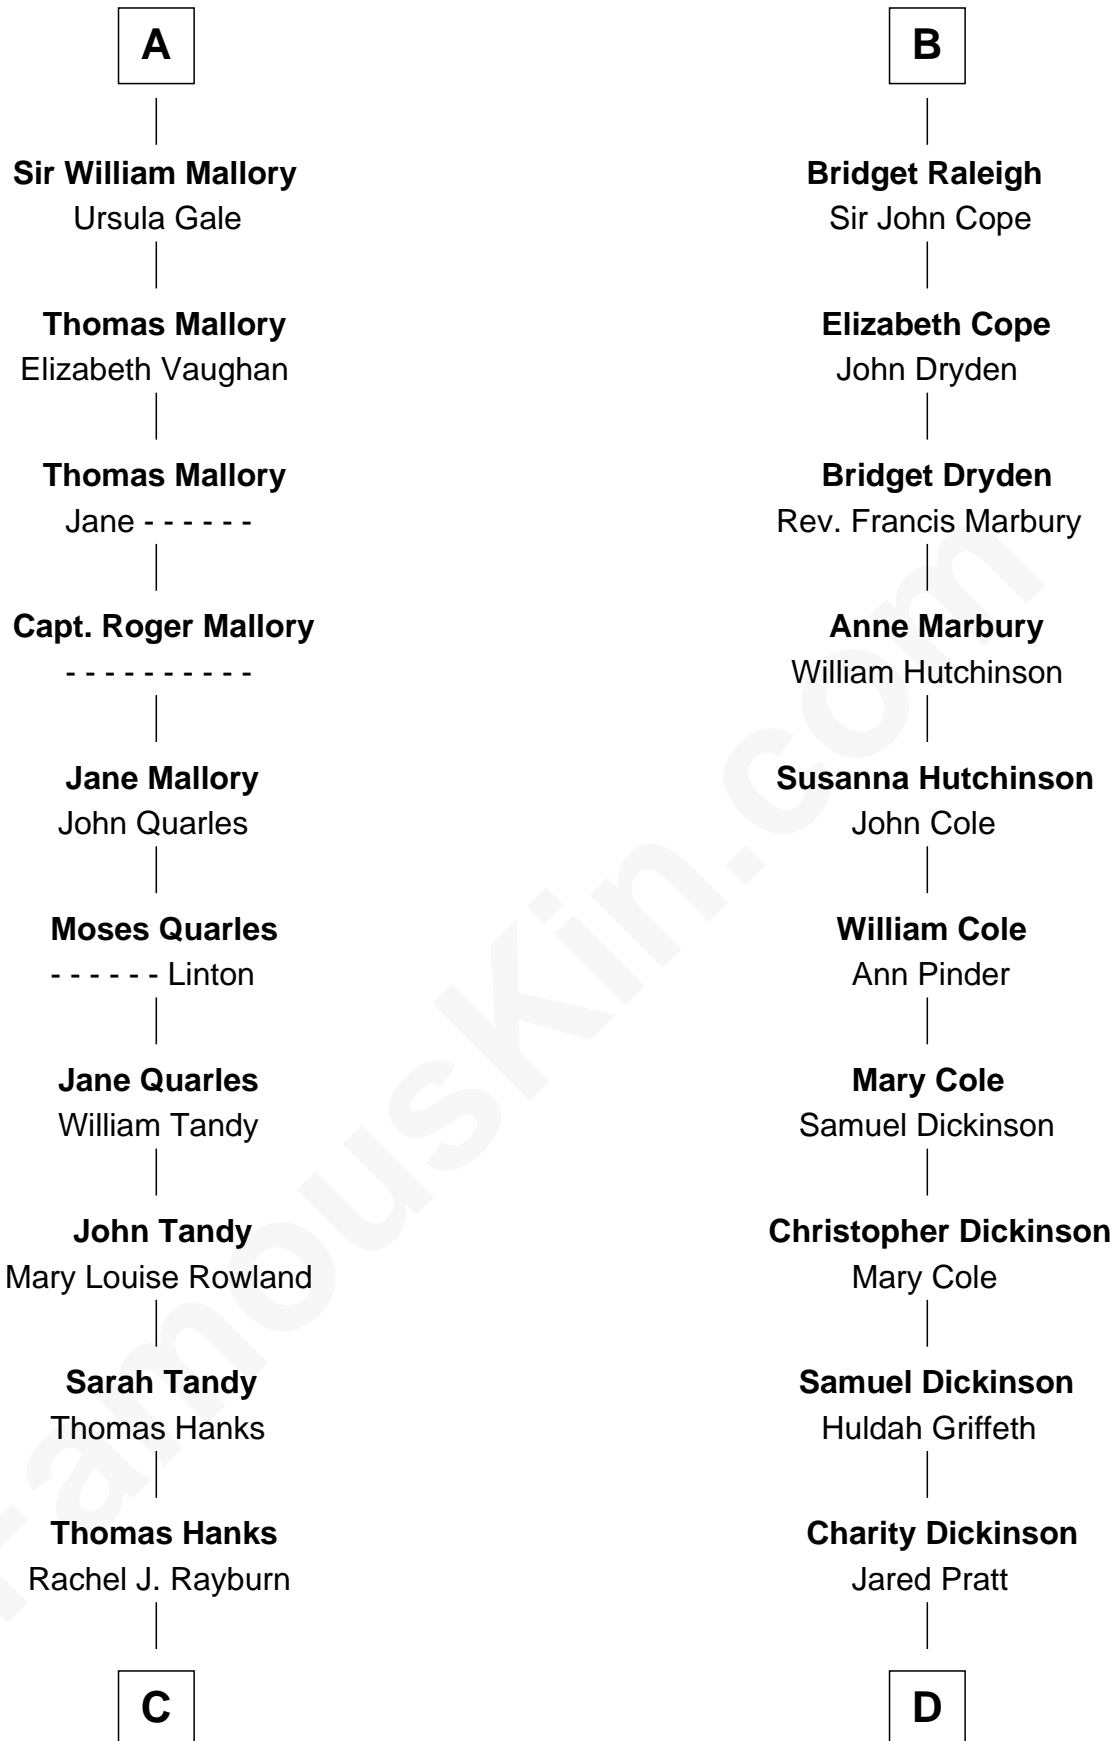 A
Sir William Mallory
Ursula Gale
Thomas Mallory
Elizabeth Vaughan
Thomas Mallory
Jane - - - - - -
Capt. Roger Mallory
- - - - - - - - - -
Jane Mallory
John Quarles
Moses Quarles
- - - - - - Linton
Jane Quarles
William Tandy
John Tandy
Mary Louise Rowland
Sarah Tandy
Thomas Hanks
Thomas Hanks
Rachel J. Rayburn
C
B
Bridget Raleigh
Sir John Cope
Elizabeth Cope
John Dryden
Bridget Dryden
Rev. Francis Marbury
Anne Marbury
William Hutchinson
Susanna Hutchinson
John Cole
William Cole
Ann Pinder
Mary Cole
Samuel Dickinson
Christopher Dickinson
Mary Cole
Samuel Dickinson
Huldah Griffeth
Charity Dickinson
Jared Pratt
D
FamousKin.com